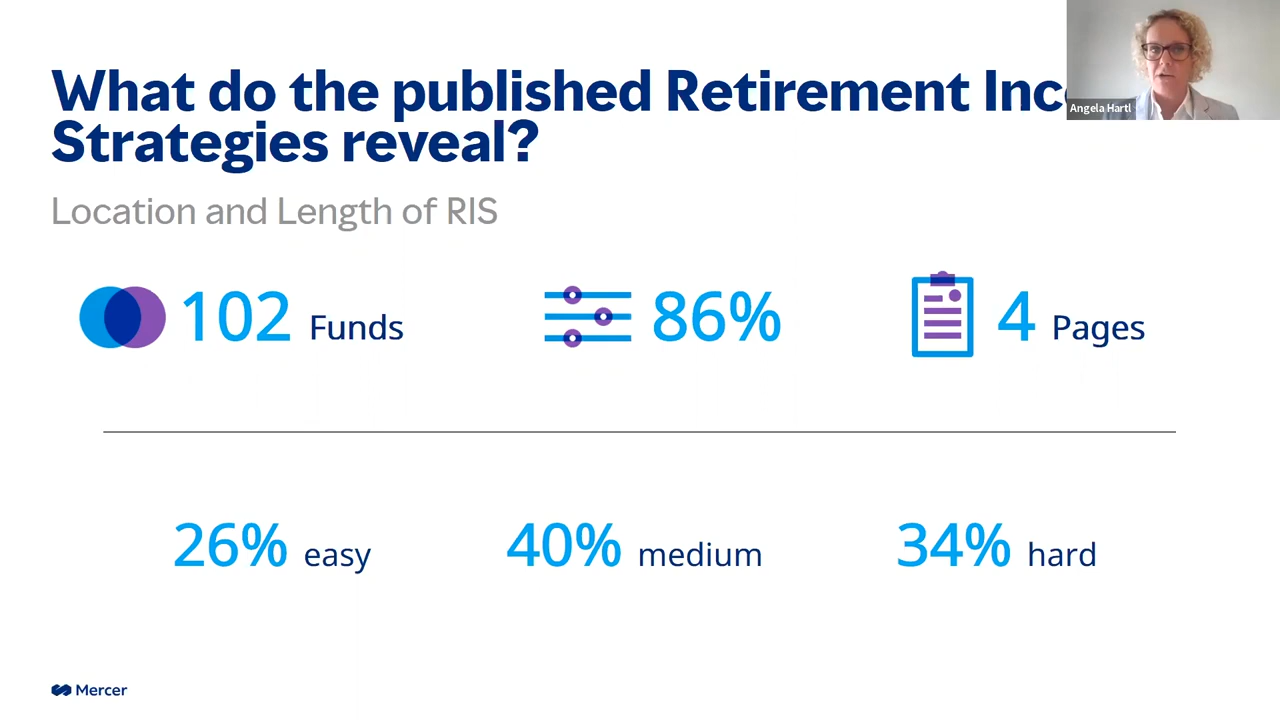 What do the published Retirement Inc
Strategies reveal?
Angela Hartl
Location and Length of RIS
102 Funds
86%
4 Pages
26% easy
40% medium
34% hard
Mercer